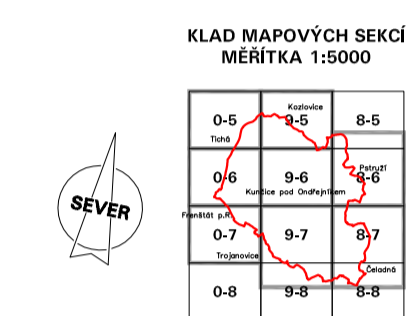 KLAD MAPOVÝCH SEKCÍ
MĚŘÍTKA 1:5000
0-5 9-5 8-5
Kozlovice
Tichá
0-6 9-6 8-6
Pstruží
Kunčice pod Ondřejníkem
Frenštát p.R.
0-7 9-7 8-7
Trojanovice
Čeladná
0-8 9-8 8-8
SEVER